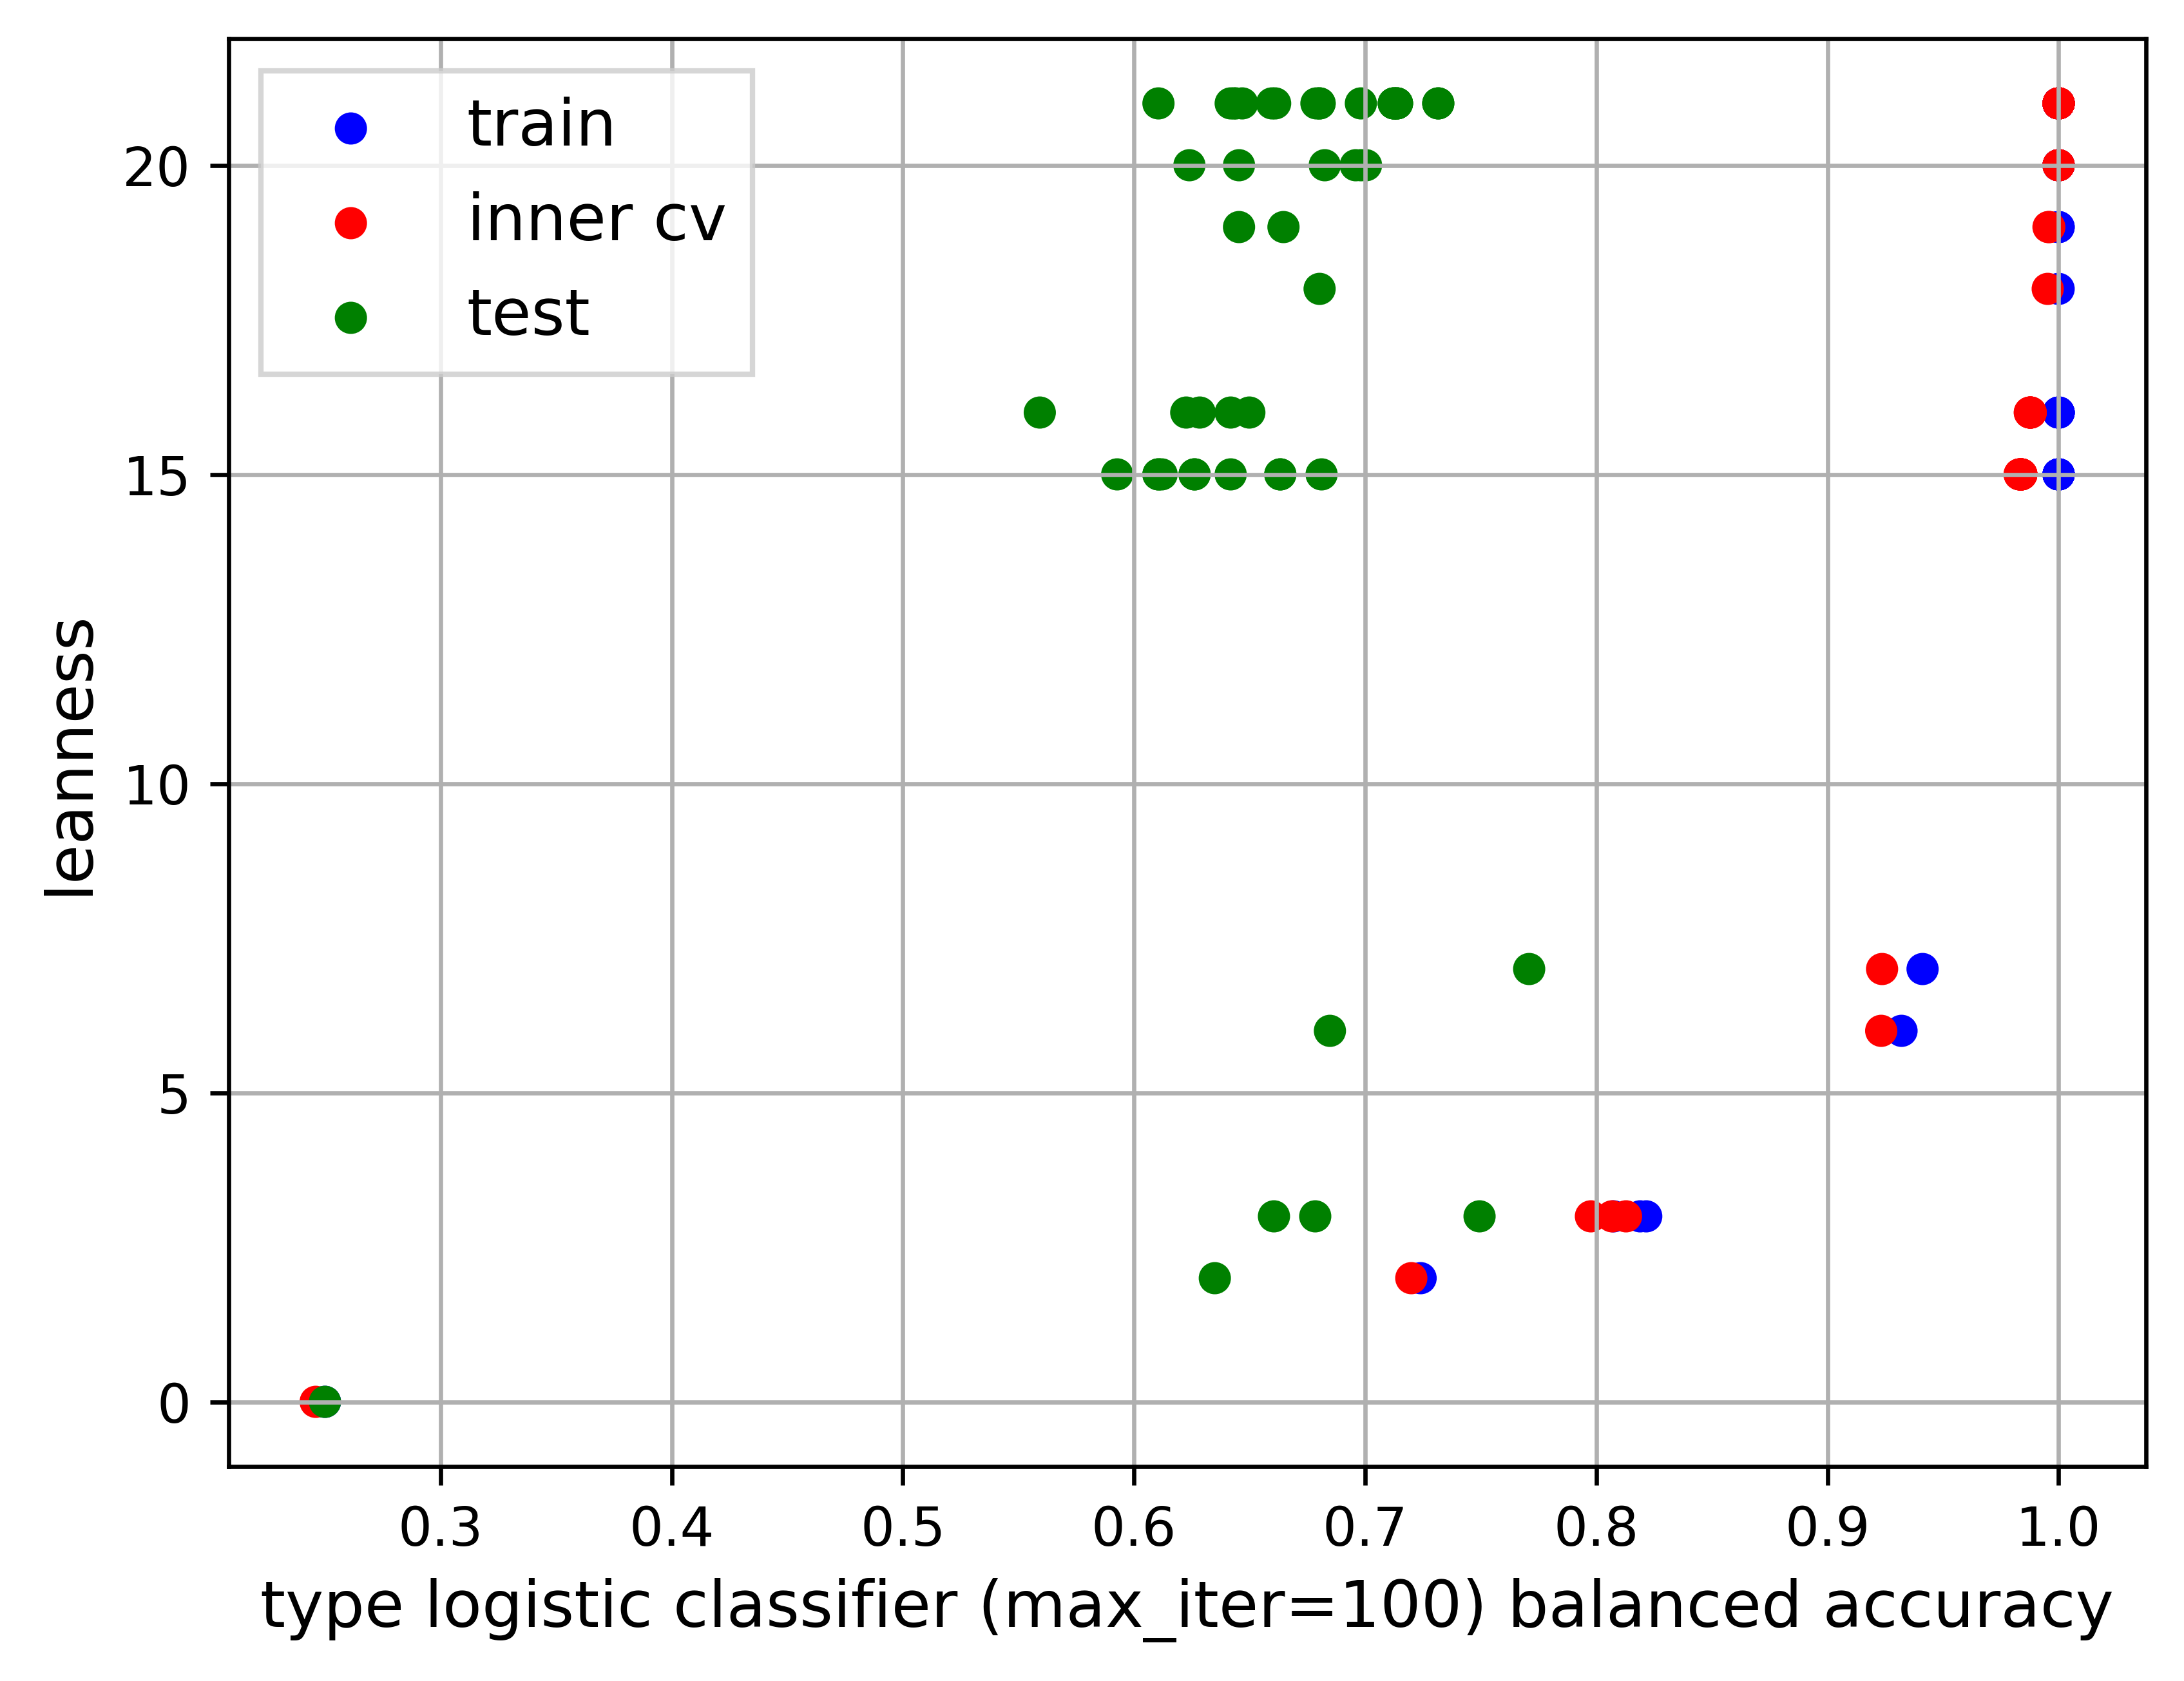 train
inner cv
test
20
15
10
5
0
leanness
0.3 0.4 0.5 0.6 0.7 0.8 0.9 1.0
type logistic classifier (max_iter=100) balanced accuracy